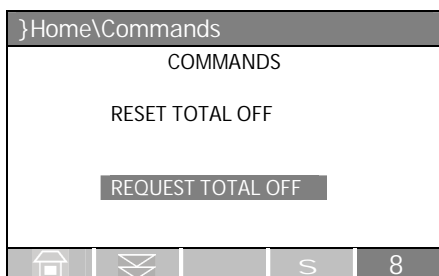 }Home\Commands
COMMANDS
RESET TOTAL OFF
REQUEST TOTAL OFF
S 8